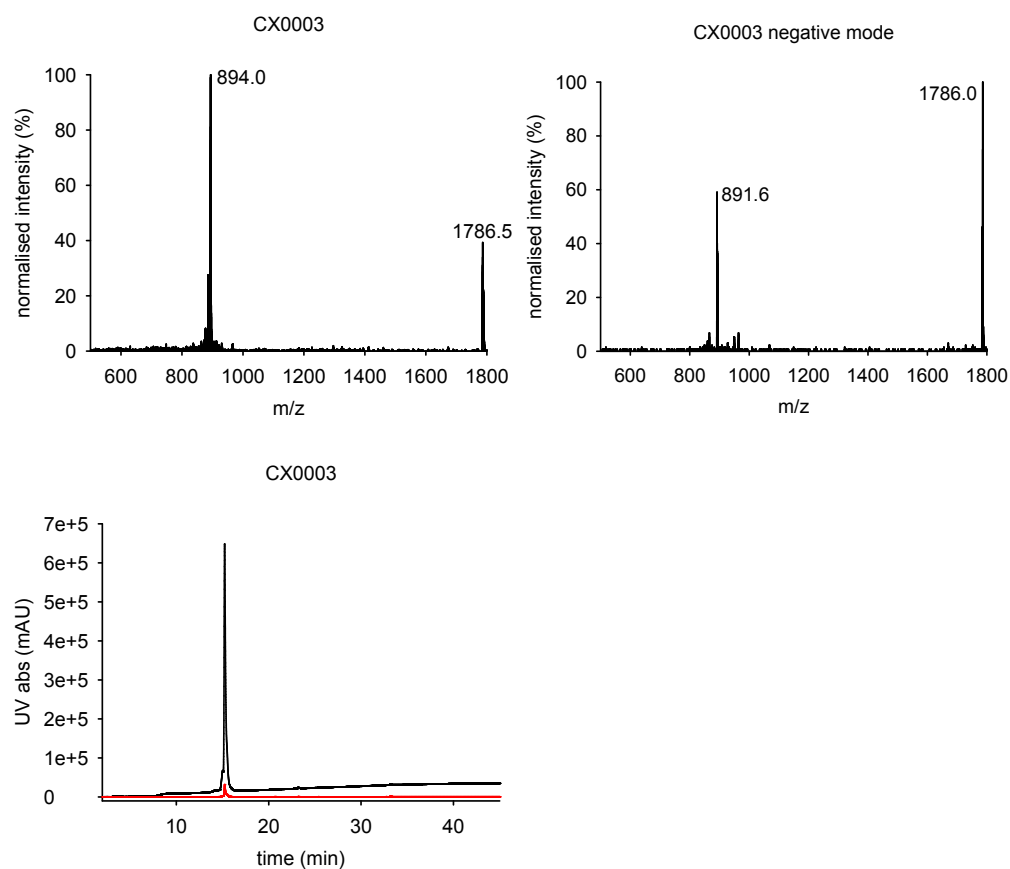 CX0003
normalised intensity (%)
100
80
60
40
20
0
894.0
1786.5
600 800 1000 1200 1400 1600 1800
m/z
CX0003 negative mode
normalised intensity (%)
100
80
60
40
20
0
1786.0
891.6
600 800 1000 1200 1400 1600 1800
m/z
CX0003
UV abs (mAU)
7e+5
6e+5
5e+5
4e+5
3e+5
2e+5
1e+5
0
10 20 30 40
time (min)